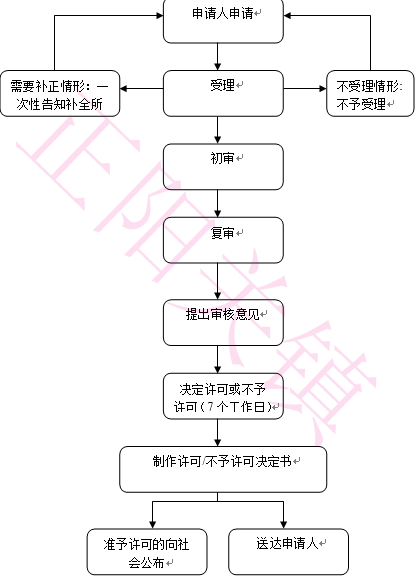 申请人申请
需要补正情形：一
次性告知补全所
受理
不受理情形:
不予受理
初审
复审
提出审核意见
决定许可或不予
许可（7个工作日）
制作许可/不予许可决定书
准予许可的向社
会公布
送达申请人
正阳关镇